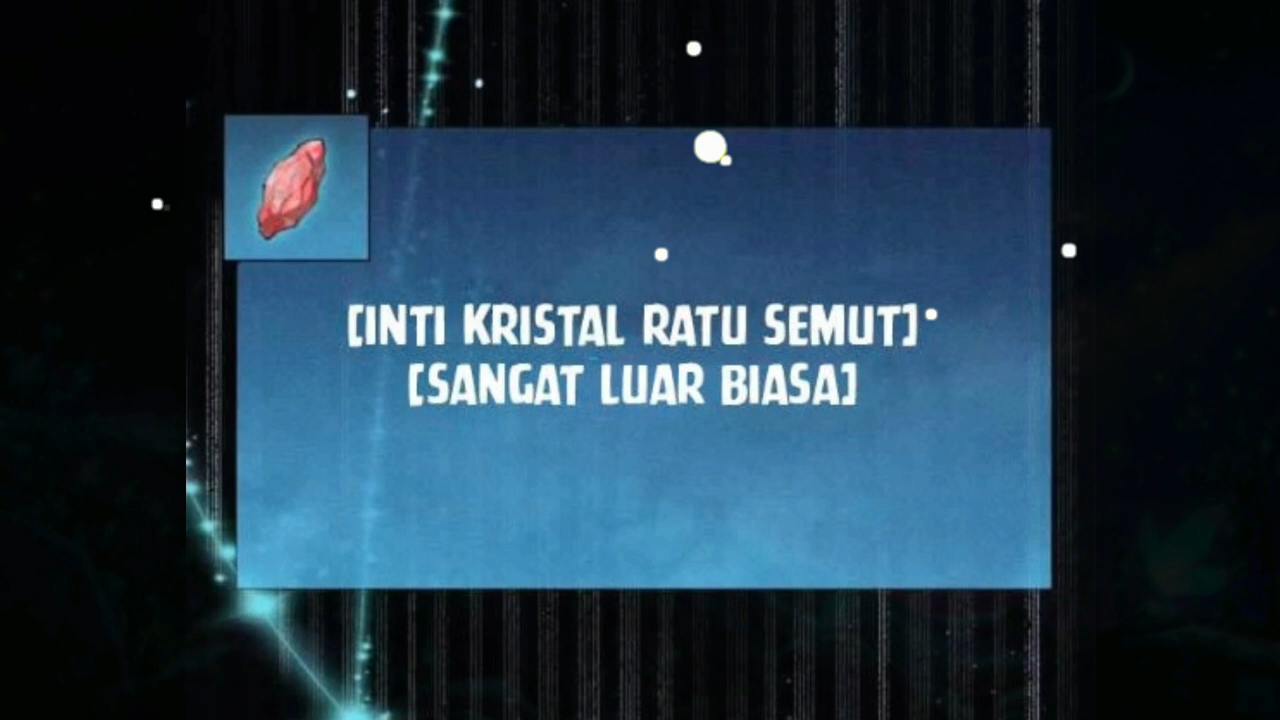 [INTI KRISTAL RATU SEMUT]
[SANGAT LUAR BIASA]